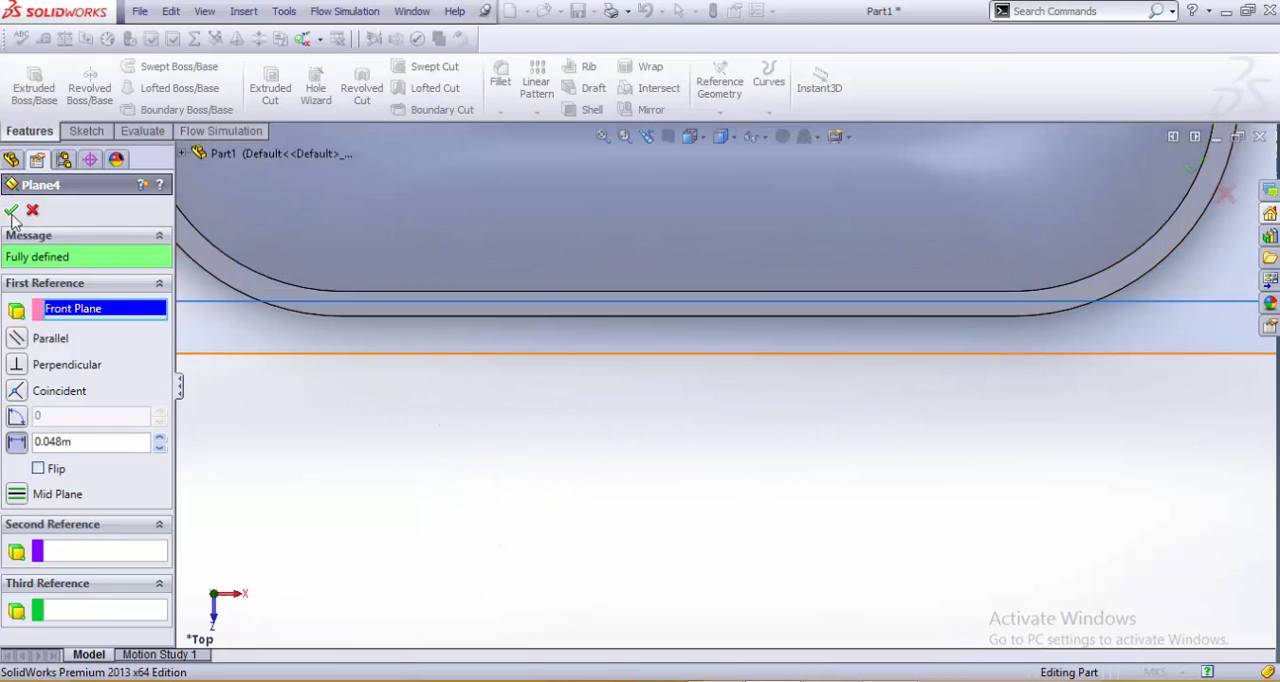 SOLIDWORKS File Edit View Insert Tools Flow Simulation Window Help Part1 * Search Commands
Extruded Boss/Base
Revolved Boss/Base
Swept Boss/Base
Lofted Boss/Base
Boundary Boss/Base
Extruded Cut
Hole Wizard
Revolved Cut
Swept Cut
Lofted Cut
Boundary Cut
Fillet
Linear Pattern
Rib
Draft
Shell
Wrap
Intersect
Mirror
Reference Geometry
Curves
Instant3D
Features Sketch Evaluate Flow Simulation
Part1 (Default<<Default>_...
Plane4
Message
Fully defined
First Reference
Front Plane
Parallel
Perpendicular
Coincident
0
0.048m
Flip
Mid Plane
Second Reference
Third Reference
X
Z
*Top
Activate Windows
Go to PC settings to activate Windows.
Model Motion Study 1
SolidWorks Premium 2013 x64 Edition Editing Part MKS